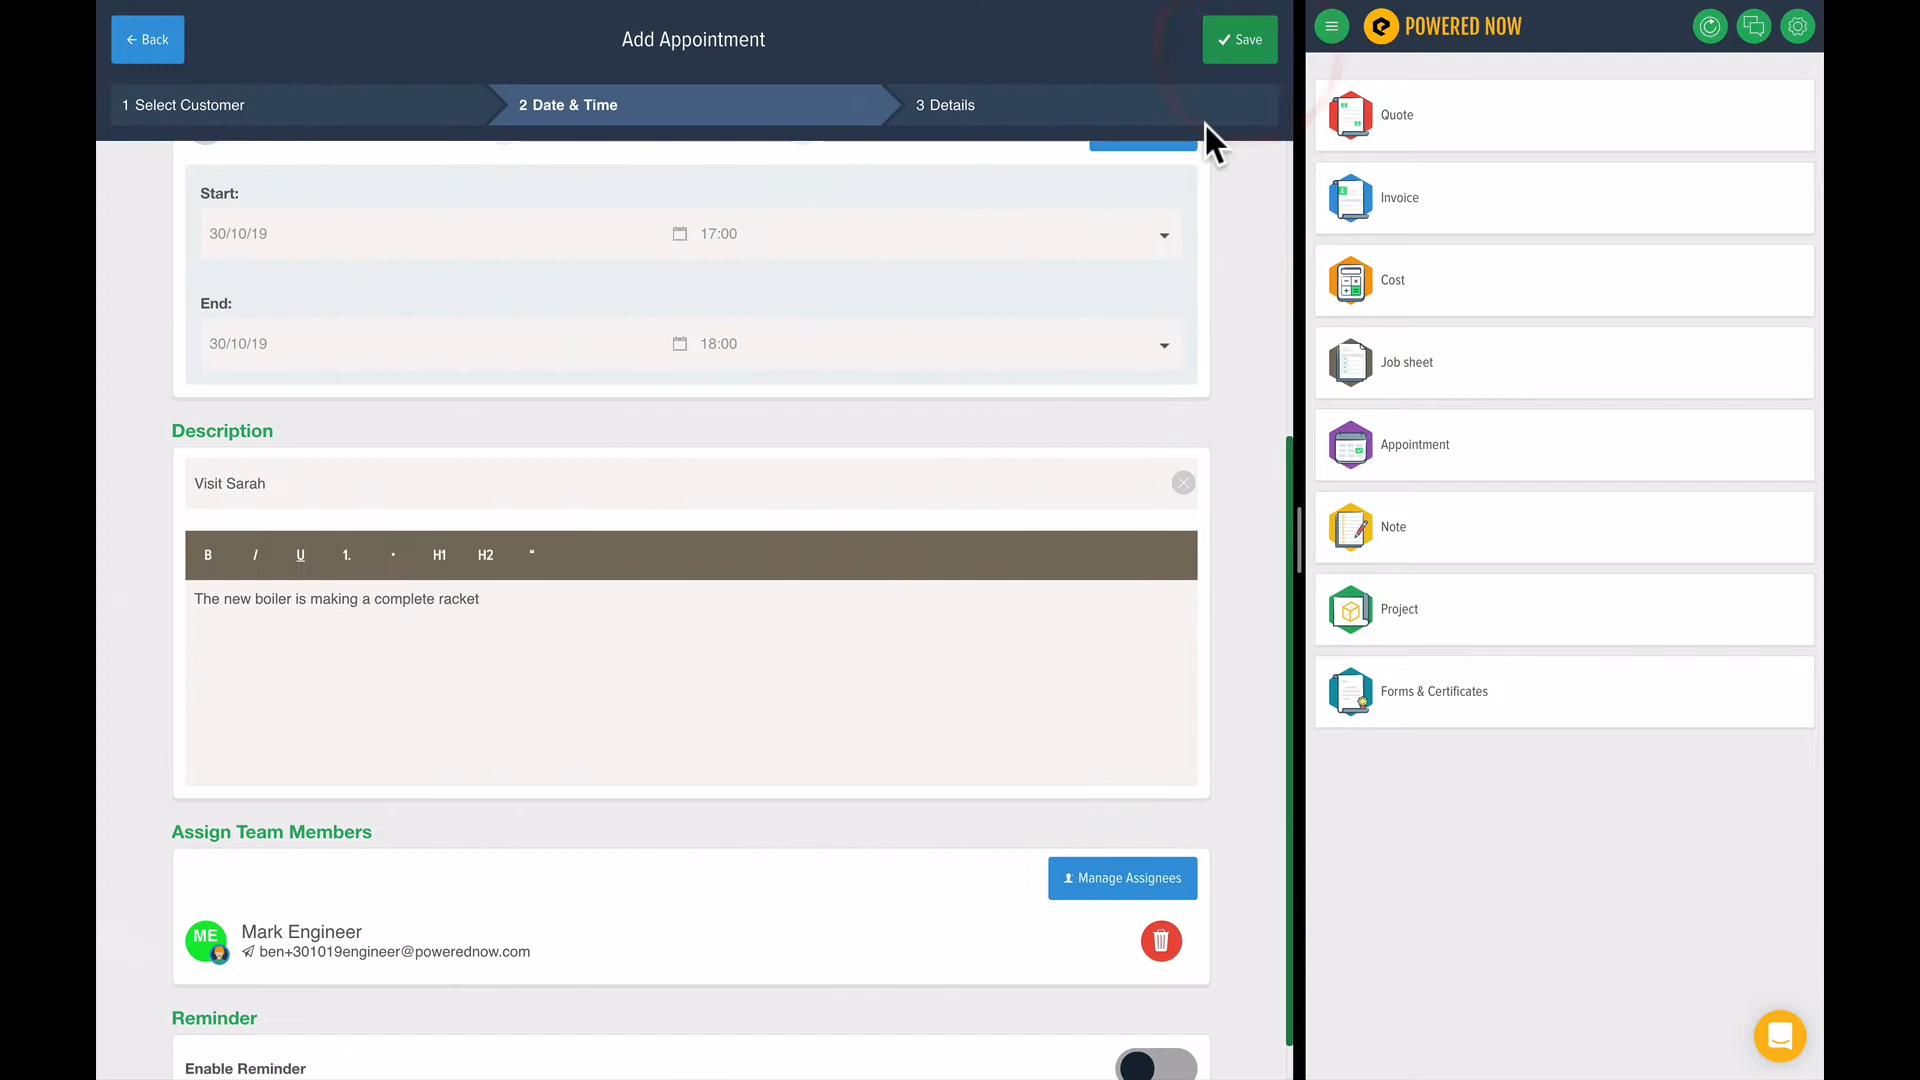 Back
Add Appointment
Save
1 Select Customer
2 Date & Time
3 Details
Start:
30/10/19
17:00
End:
30/10/19
18:00
Description
Visit Sarah
B I U 1. • H1 H2 “
The new boiler is making a complete racket
Assign Team Members
Manage Assignees
ME
Mark Engineer
ben+301019engineer@powerednow.com
Reminder
Enable Reminder
POWERED NOW
Quote
Invoice
Cost
Job sheet
Appointment
Note
Project
Forms & Certificates